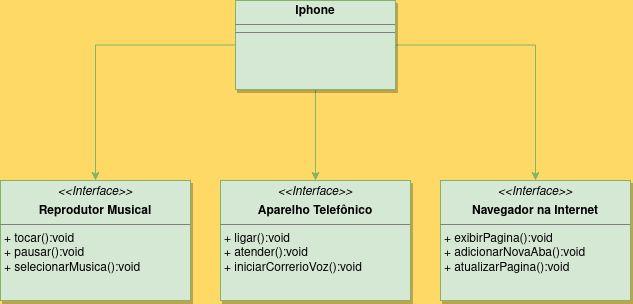 Iphone
<<Interface>>
Reprodutor Musical
+ tocar():void
+ pausar():void
+ selecionarMusica():void
<<Interface>>
Aparelho Telefônico
+ ligar():void
+ atender():void
+ iniciarCorrerioVoz():void
<<Interface>>
Navegador na Internet
+ exibirPagina():void
+ adicionarNovaAba():void
+ atualizarPagina():void